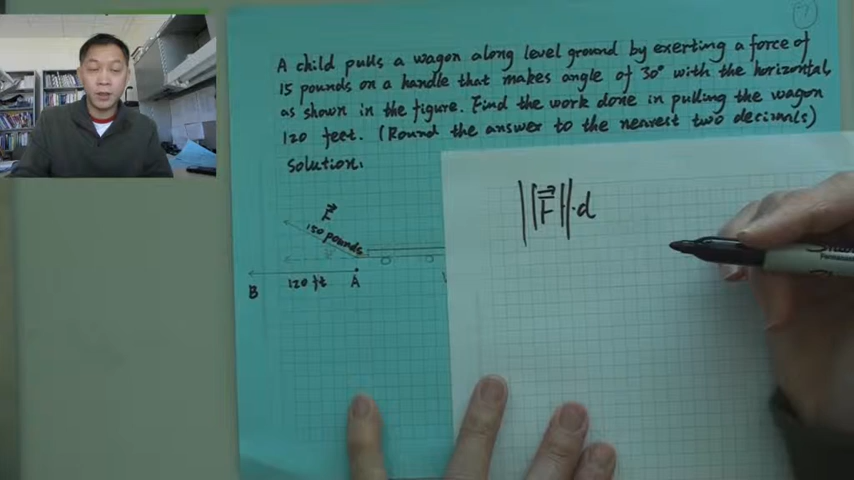 A child pulls a wagon along level ground by exerting a force of
15 pounds on a handle that makes angle of 30° with the horizontal,
as shown in the figure. Find the work done in pulling the wagon
120 feet. (Round the answer to the nearest two decimals)
solution.
F⃗
150 pounds
B 120 ft A
||F⃗||·d